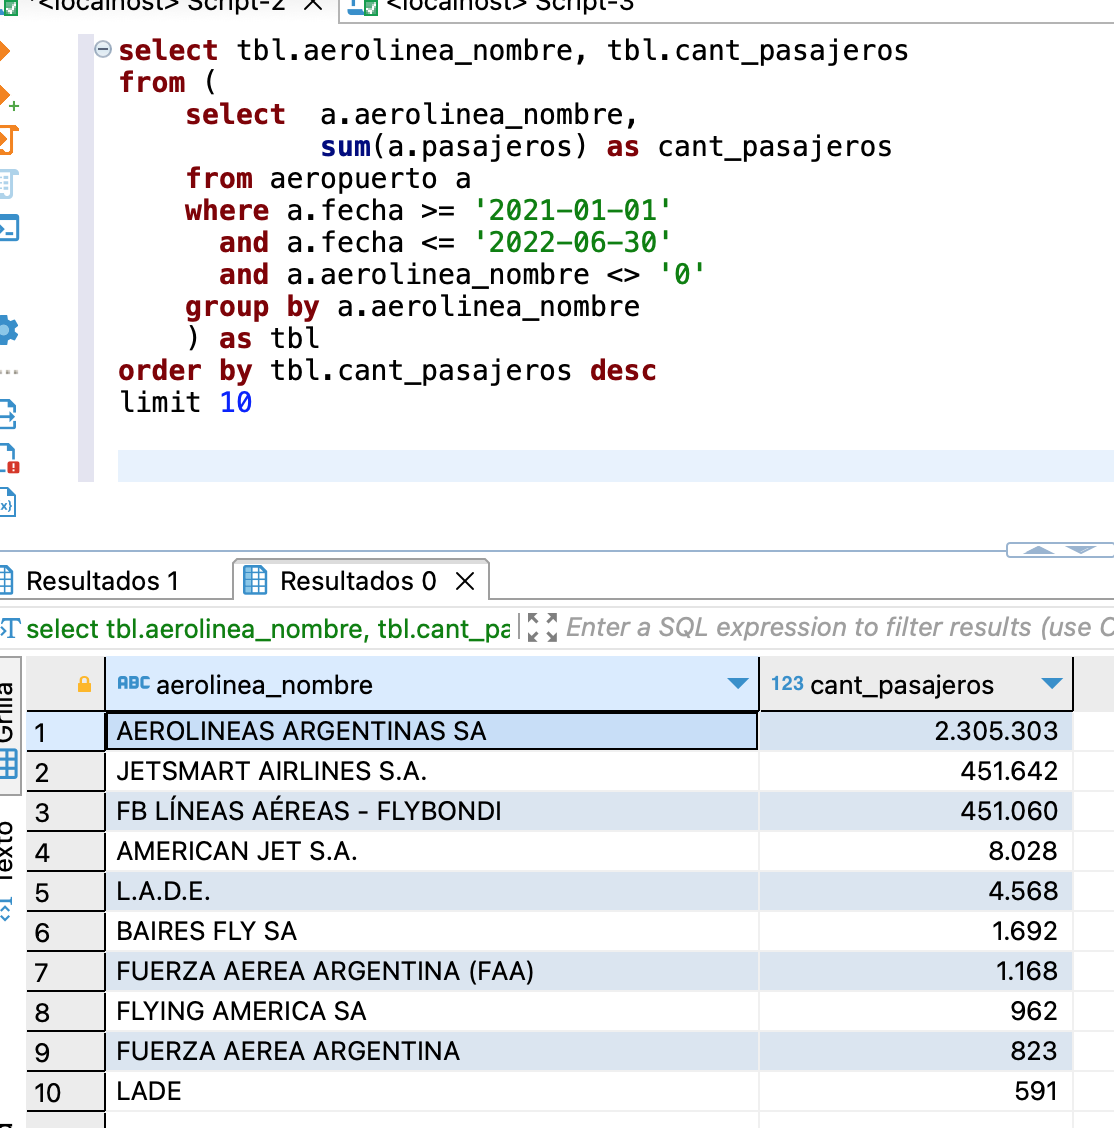 *<localhost> Script-2 X <localhost> Script-3
select tbl.aerolinea_nombre, tbl.cant_pasajeros
from (
select a.aerolinea_nombre,
sum(a.pasajeros) as cant_pasajeros
from aeropuerto a
where a.fecha >= '2021-01-01'
and a.fecha <= '2022-06-30'
and a.aerolinea_nombre <> '0'
group by a.aerolinea_nombre
) as tbl
order by tbl.cant_pasajeros desc
limit 10
Resultados 1 Resultados 0 X
select tbl.aerolinea_nombre, tbl.cant_pa Enter a SQL expression to filter results (use C
Grilla
Texto
ABC aerolinea_nombre 123 cant_pasajeros
1 AEROLINEAS ARGENTINAS SA 2.305.303
2 JETSMART AIRLINES S.A. 451.642
3 FB LÍNEAS AÉREAS - FLYBONDI 451.060
4 AMERICAN JET S.A. 8.028
5 L.A.D.E. 4.568
6 BAIRES FLY SA 1.692
7 FUERZA AEREA ARGENTINA (FAA) 1.168
8 FLYING AMERICA SA 962
9 FUERZA AEREA ARGENTINA 823
10 LADE 591